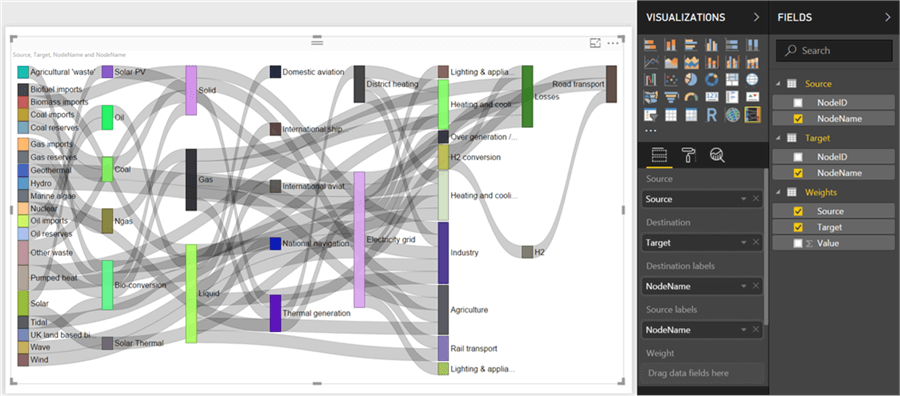 Source, Target, NodeName and NodeName
Agricultural 'waste'
Biofuel imports
Biomass imports
Coal imports
Coal reserves
Gas imports
Gas reserves
Geothermal
Hydro
Marine algae
Nuclear
Oil imports
Oil reserves
Other waste
Pumped heat
Solar
Tidal
UK land based bi...
Wave
Wind
Solar PV
Oil
Coal
Ngas
Bio-conversion
Solar Thermal
Solid
Gas
Liquid
Domestic aviation
International ship...
International aviat...
National navigation
Thermal generation
District heating
Electricity grid
Lighting & applia...
Heating and cooli...
Over generation /...
H2 conversion
Heating and cooli...
Industry
Agriculture
Rail transport
Lighting & applia...
Losses
H2
Road transport
VISUALIZATIONS
R
Source
Source
Destination
Target
Destination labels
NodeName
Source labels
NodeName
Weight
Drag data fields here
FIELDS
Search
Source
NodeID
NodeName
Target
NodeID
NodeName
Weights
Source
Target
Σ Value